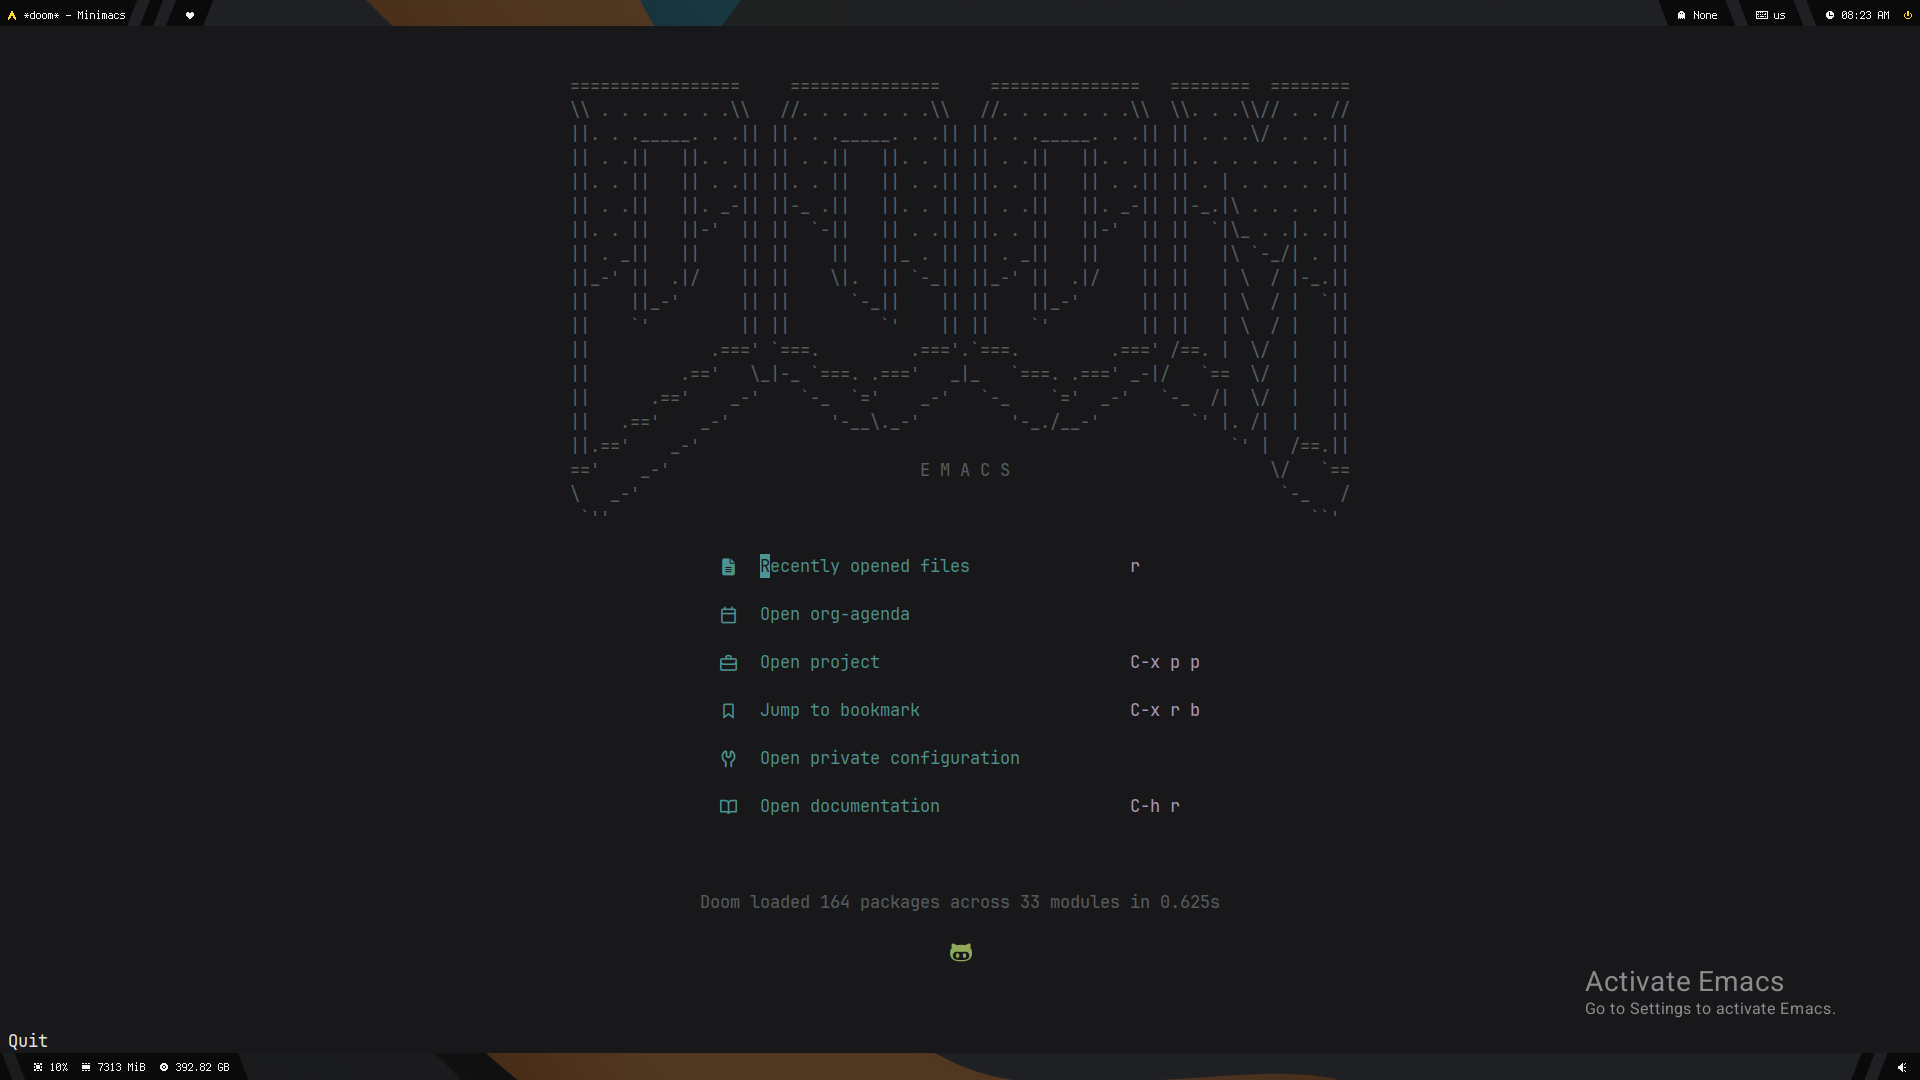 *doom* - Minimacs
None
us
08:23 AM
E M A C S
Recently opened files r
Open org-agenda
Open project C-x p p
Jump to bookmark C-x r b
Open private configuration
Open documentation C-h r
Doom loaded 164 packages across 33 modules in 0.625s
Activate Emacs
Go to Settings to activate Emacs.
Quit
10% 7313 MiB 392.82 GB